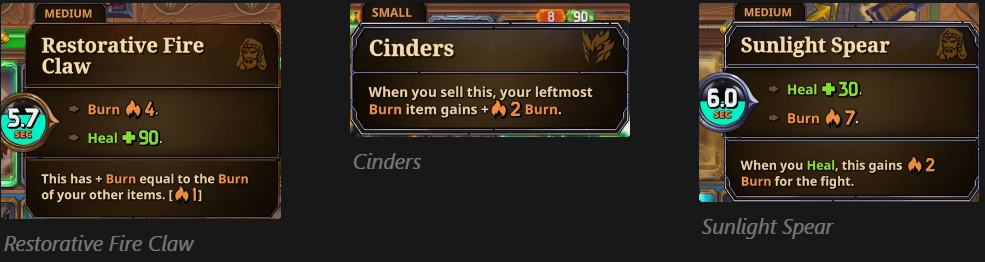 MEDIUM
Restorative Fire
Claw
5.7
SEC
Burn 4.
Heal 90.
This has + Burn equal to the Burn
of your other items. [1]
Restorative Fire Claw
SMALL
8 90
Cinders
When you sell this, your leftmost
Burn item gains + 2 Burn.
Cinders
MEDIUM
Sunlight Spear
6.0
SEC
Heal 30.
Burn 7.
When you Heal, this gains 2
Burn for the fight.
Sunlight Spear